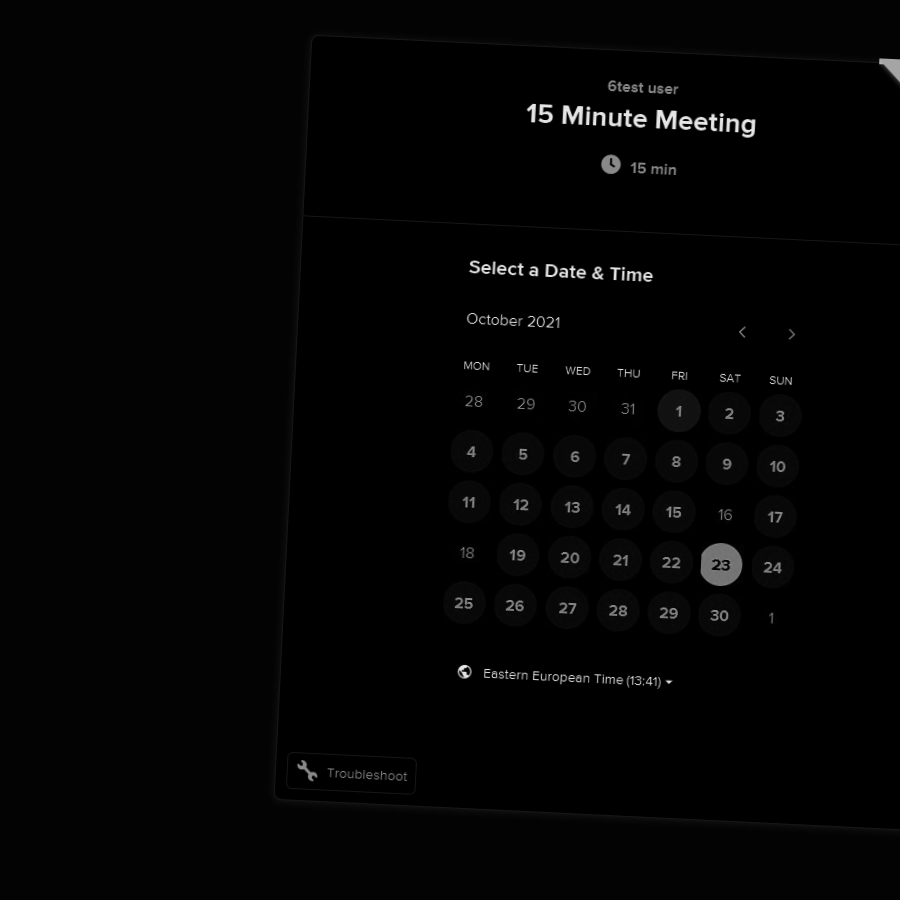 6test user
15 Minute Meeting
15 min
Select a Date & Time
October 2021
MON TUE WED THU FRI SAT SUN
28 29 30 31 1 2 3
4 5 6 7 8 9 10
11 12 13 14 15 16 17
18 19 20 21 22 23 24
25 26 27 28 29 30 1
Eastern European Time (13:41)
Troubleshoot